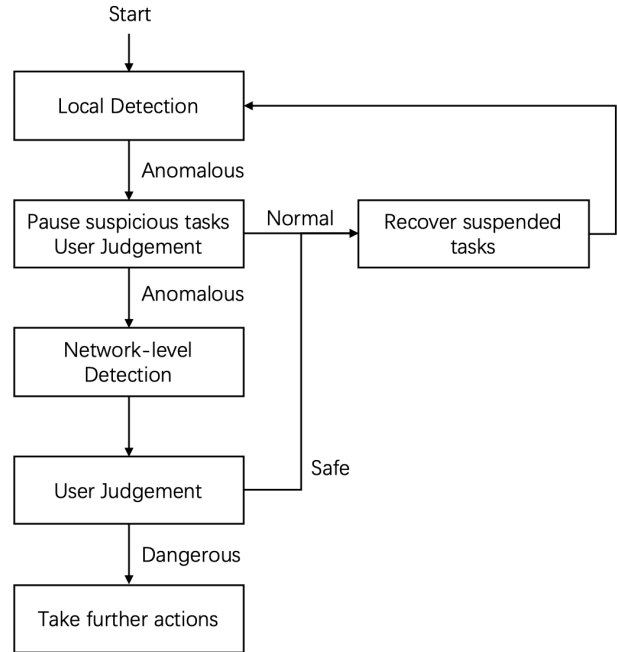 Start
Local Detection
Anomalous
Pause suspicious tasks
User Judgement
Normal
Recover suspended
tasks
Anomalous
Network-level
Detection
User Judgement
Safe
Dangerous
Take further actions